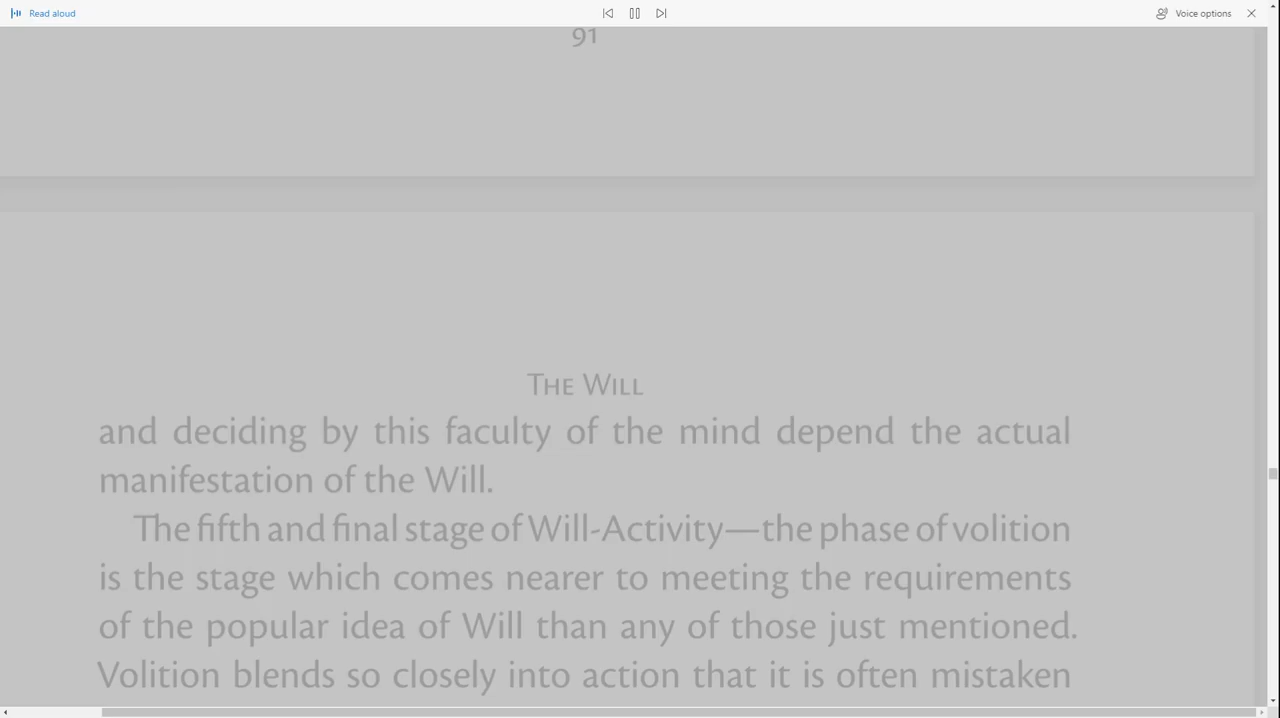 Read aloud
Voice options
91
The Will
and deciding by this faculty of the mind depend the actual
manifestation of the Will.
The fifth and final stage of Will-Activity—the phase of volition
is the stage which comes nearer to meeting the requirements
of the popular idea of Will than any of those just mentioned.
Volition blends so closely into action that it is often mistaken